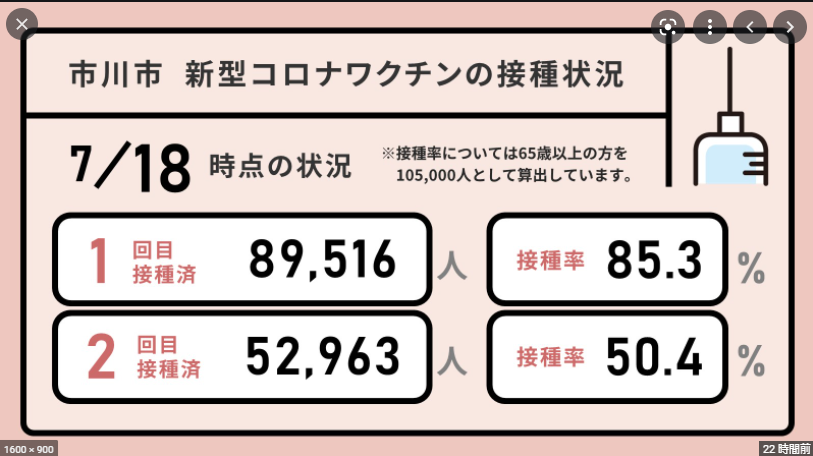 市川市 新型コロナワクチンの接種状況
7/18 時点の状況
※接種率については65歳以上の方を
105,000人として算出しています。
1 回目
接種済
89,516 人
接種率 85.3 %
2 回目
接種済
52,963 人
接種率 50.4 %
1600 × 900
22 時間前